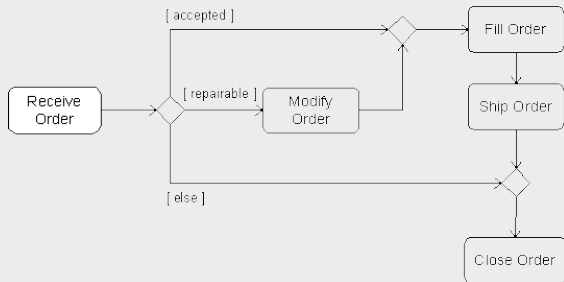 [ accepted ]
Fill Order
[ repairable ]
Receive
Order
Modify
Order
Ship Order
[ else ]
Close Order